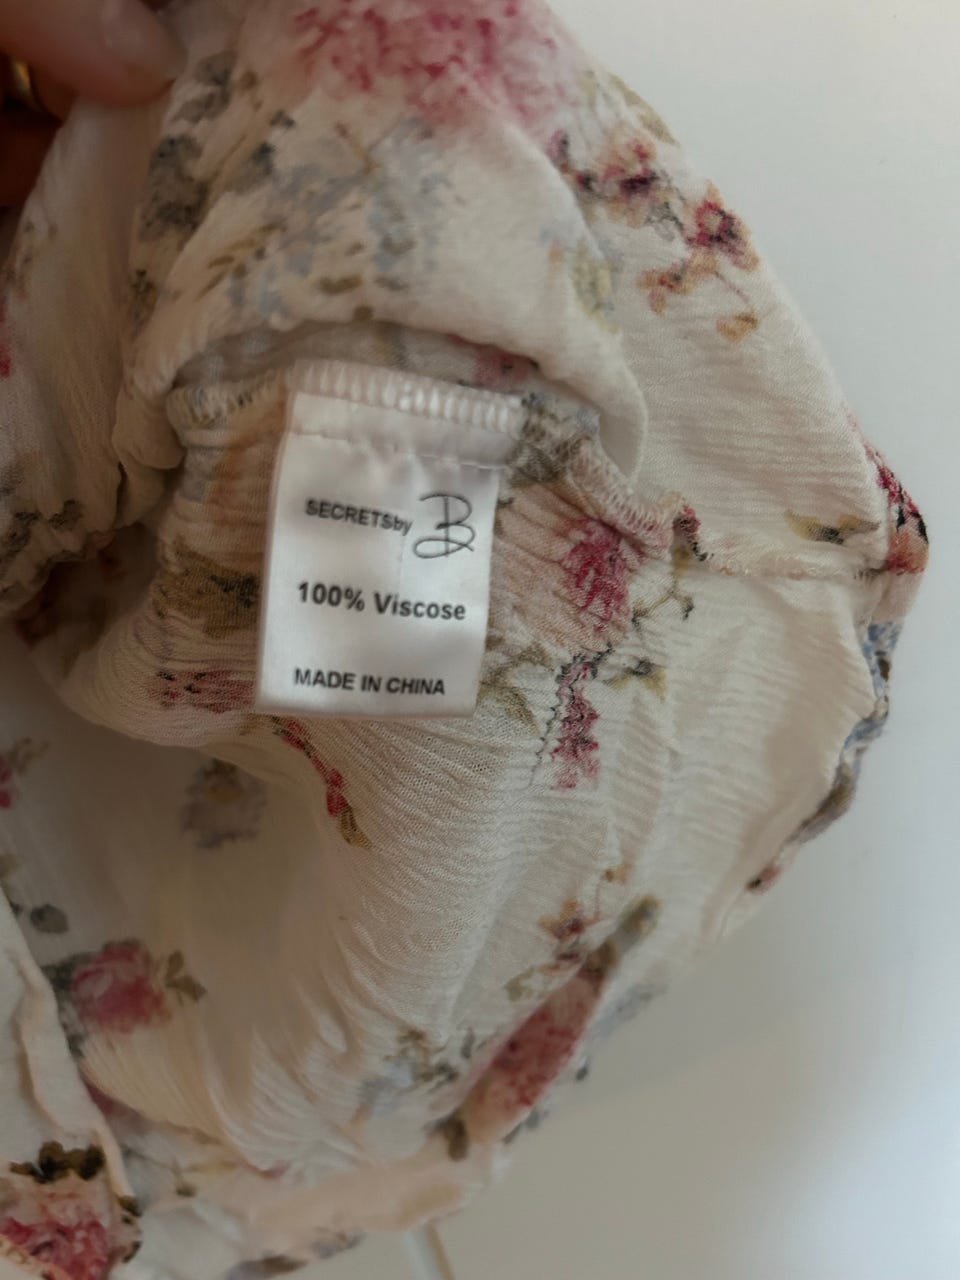 SECRETSby B
100% Viscose
MADE IN CHINA